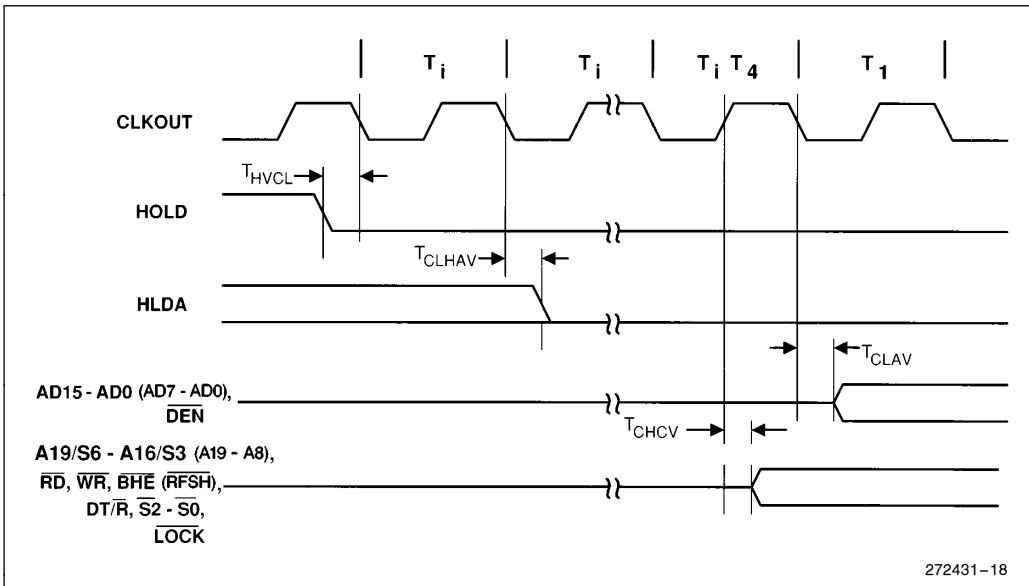 T i T i T i T 4 T 1
CLKOUT
T HVCL
HOLD
T CLHAV
HLDA
T CLAV
AD15 - AD0 (AD7 - AD0),
DEN
T CHCV
A19/S6 - A16/S3 (A19 - A8),
RD, WR, BHE (RFSH),
DT/R, S2 - S0,
LOCK
272431–18